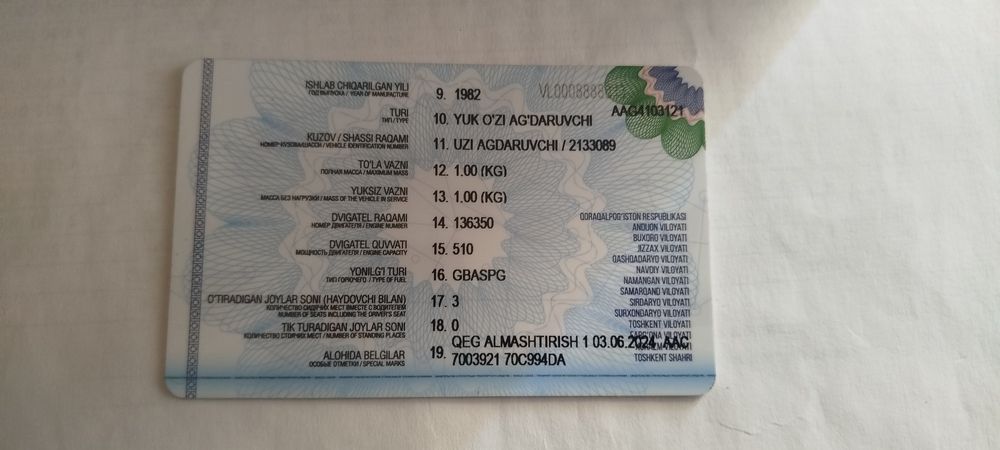 VL0008888
AAG4103121
ISHLAB CHIQARILGAN YILI
ГОД ВЫПУСКА / YEAR OF MANUFACTURE
9. 1982
TURI
ТИП / TYPE
10. YUK O'ZI AG'DARUVCHI
KUZOV / SHASSI RAQAMI
НОМЕР КУЗОВА/ШАССИ / VEHICLE IDENTIFICATION NUMBER
11. UZI AGDARUVCHI / 2133089
TO'LA VAZNI
ПОЛНАЯ МАССА / MAXIMUM MASS
12. 1.00 (KG)
YUKSIZ VAZNI
МАССА БЕЗ НАГРУЗКИ / MASS OF THE VEHICLE IN SERVICE
13. 1.00 (KG)
DVIGATEL RAQAMI
НОМЕР ДВИГАТЕЛЯ / ENGINE NUMBER
14. 136350
DVIGATEL QUVVATI
МОЩНОСТЬ ДВИГАТЕЛЯ / ENGINE CAPACITY
15. 510
YONILG'I TURI
ТИП ГОРЮЧЕГО / TYPE OF FUEL
16. GBASPG
O'TIRADIGAN JOYLAR SONI (HAYDOVCHI BILAN)
КОЛИЧЕСТВО СИДЯЧИХ МЕСТ ВМЕСТЕ С ВОДИТЕЛЕМ
NUMBER OF SEATS INCLUDING THE DRIVER'S SEAT
17. 3
TIK TURADIGAN JOYLAR SONI
КОЛИЧЕСТВО СТОЯЧИХ МЕСТ / NUMBER OF STANDING PLACES
18. 0
ALOHIDA BELGILAR
ОСОБЫЕ ОТМЕТКИ / SPECIAL MARKS
19. QEG ALMASHTIRISH 1 03.06.2024 AAG
7003921 70C994DA
QORAQALPOG'ISTON RESPUBLIKASI
ANDIJON VILOYATI
BUXORO VILOYATI
JIZZAX VILOYATI
QASHQADARYO VILOYATI
NAVOIY VILOYATI
NAMANGAN VILOYATI
SAMARQAND VILOYATI
SIRDARYO VILOYATI
SURXONDARYO VILOYATI
TOSHKENT VILOYATI
FARG'ONA VILOYATI
VILOYATI
TOSHKENT SHAHRI